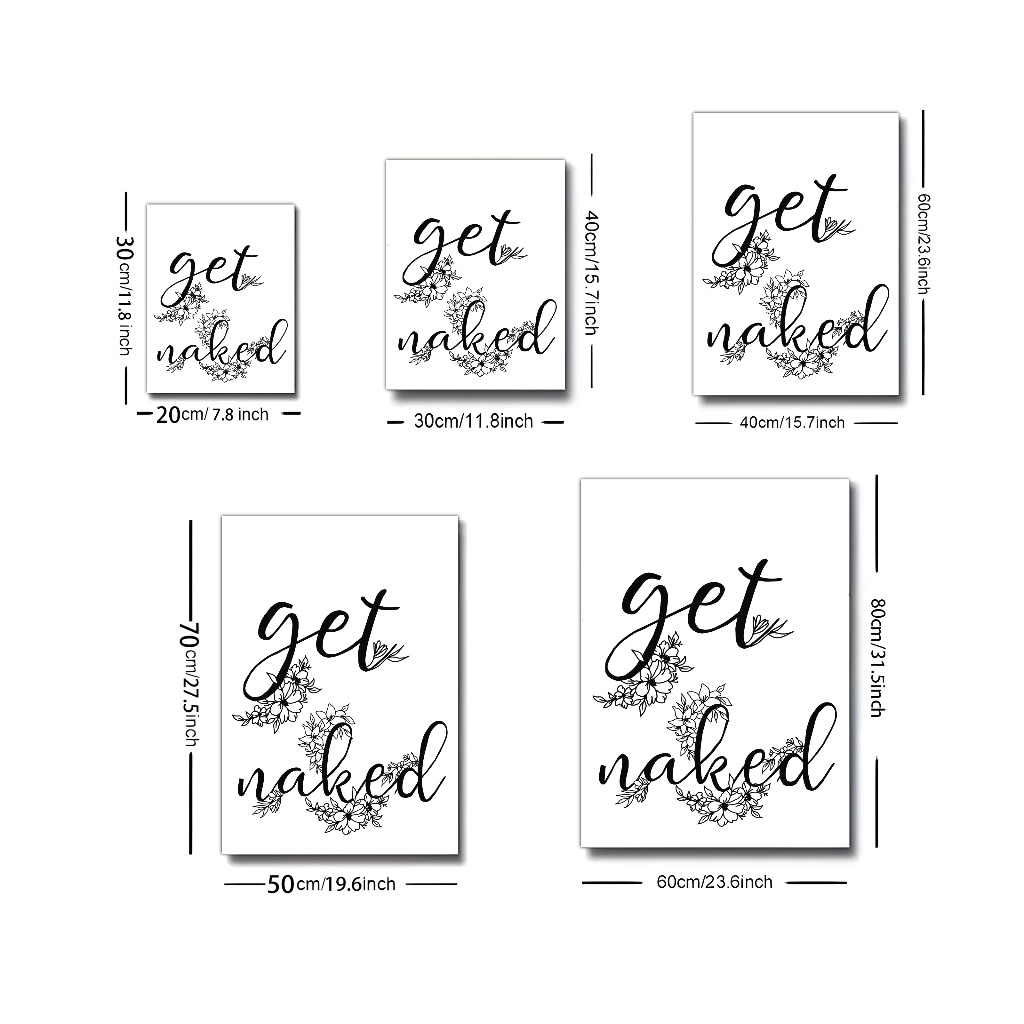 get
naked
30cm/11.8 inch
20cm/ 7.8 inch
get
naked
40cm/15.7inch
30cm/11.8inch
get
naked
60cm/23.6inch
40cm/15.7inch
70cm/27.5inch
get
naked
50cm/19.6inch
get
naked
80cm/31.5inch
60cm/23.6inch